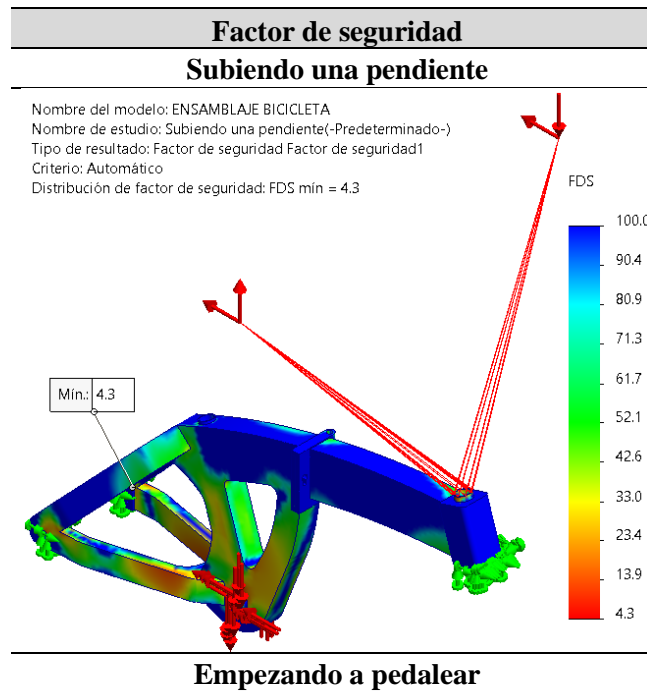 Factor de seguridad
Subiendo una pendiente
Nombre del modelo: ENSAMBLAJE BICICLETA
Nombre de estudio: Subiendo una pendiente(-Predeterminado-)
Tipo de resultado: Factor de seguridad Factor de seguridad1
Criterio: Automático
Distribución de factor de seguridad: FDS mín = 4.3
FDS
100.0
90.4
80.9
71.3
61.7
52.1
42.6
33.0
23.4
13.9
4.3
Mín.: 4.3
Empezando a pedalear